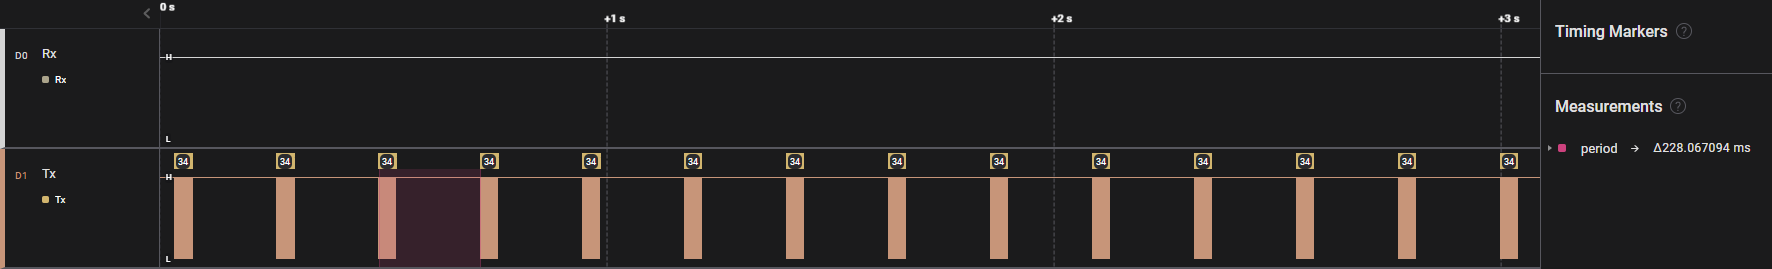 0 s
+1 s
+2 s
+3 s
Timing Markers ?
D0 Rx
Rx
H
L
Measurements ?
period → Δ228.067094 ms
34 34 34 34 34 34 34 34 34 34 34 34 34 34
D1 Tx
Tx
H
L